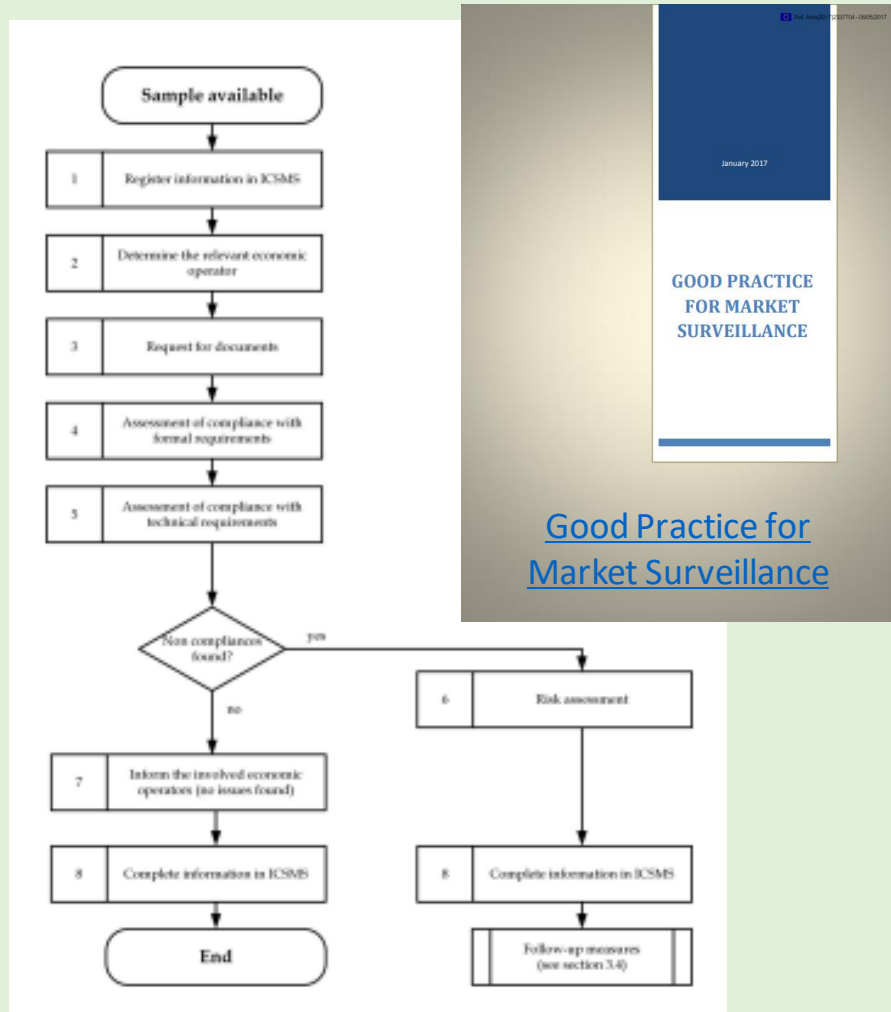 Sample available
1
Register information in ICSMS
2
Determine the relevant economic
operator
3
Request for documents
4
Assessment of compliance with
formal requirements
5
Assessment of compliance with
technical requirements
Non compliances
found?
yes
no
6
Risk assessment
7
Inform the involved economic
operators (no issues found)
8
Complete information in ICSMS
8
Complete information in ICSMS
End
Follow-up measures
(see section 3.4)
January 2017
GOOD PRACTICE
FOR MARKET
SURVEILLANCE
Good Practice for
Market Surveillance